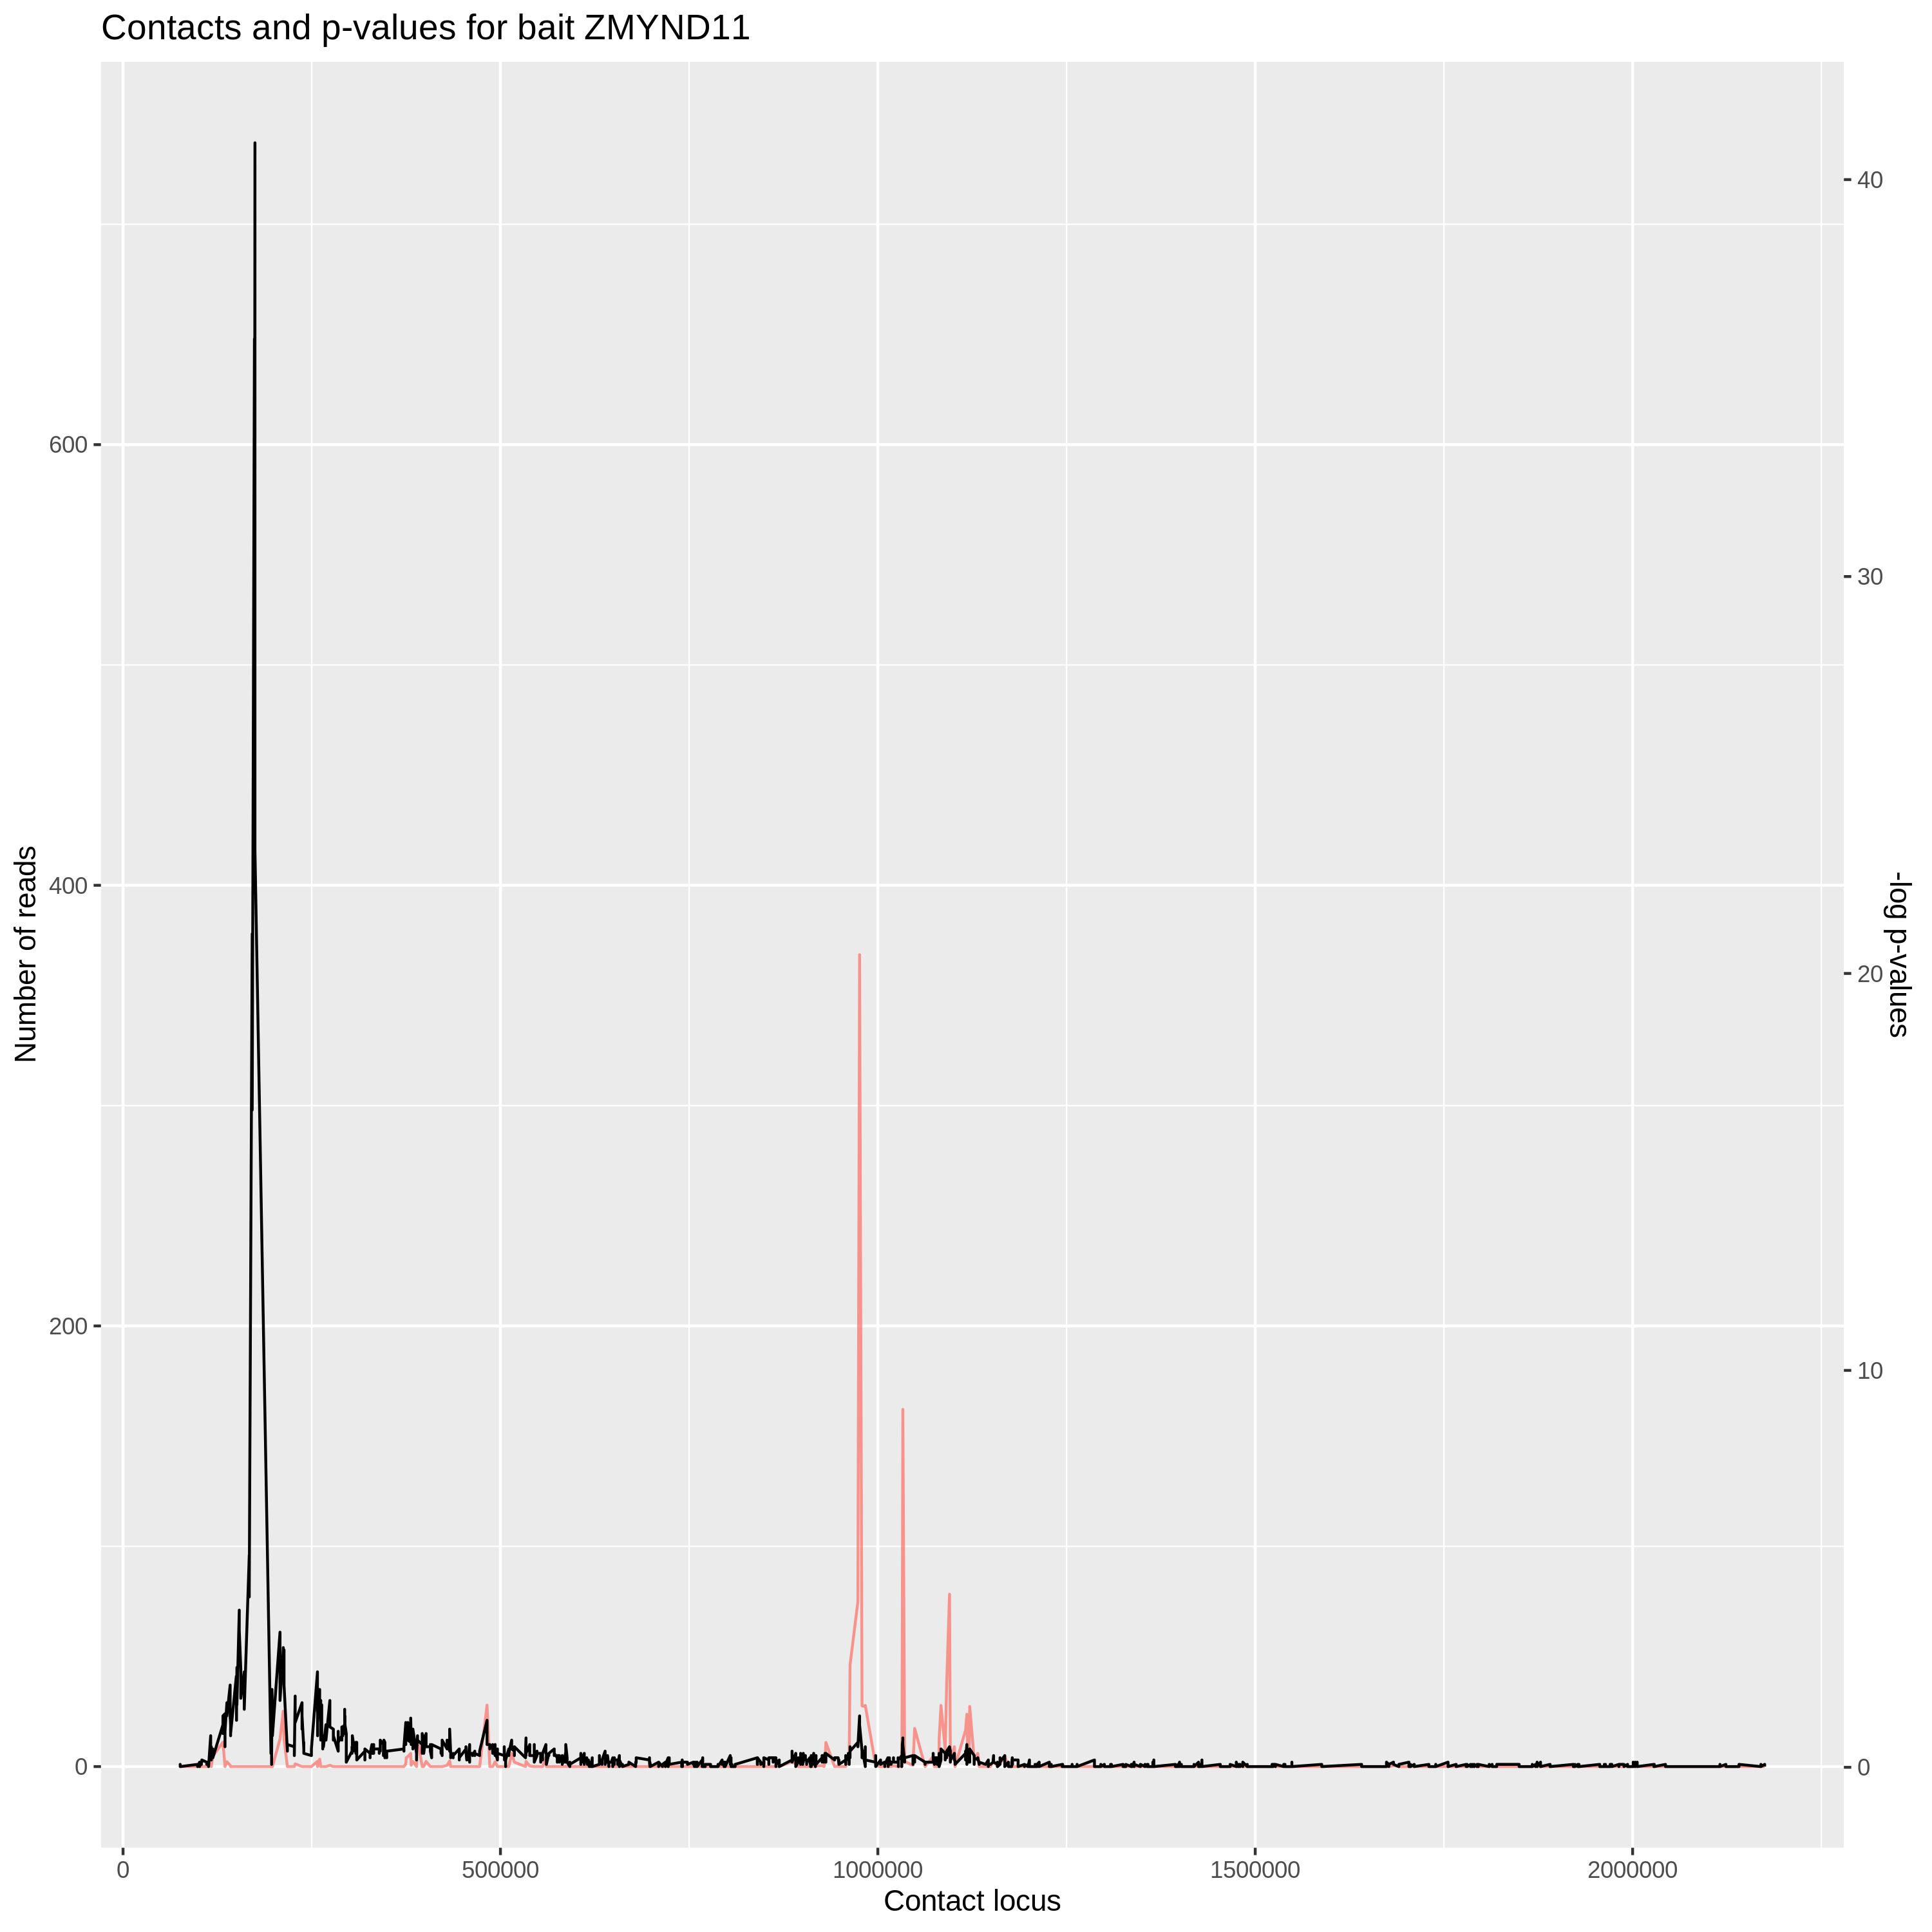 Contacts and p-values for bait ZMYND11
Number of reads
600
400
200
0
40
30
20
10
0
-log p-values
0 500000 1000000 1500000 2000000
Contact locus